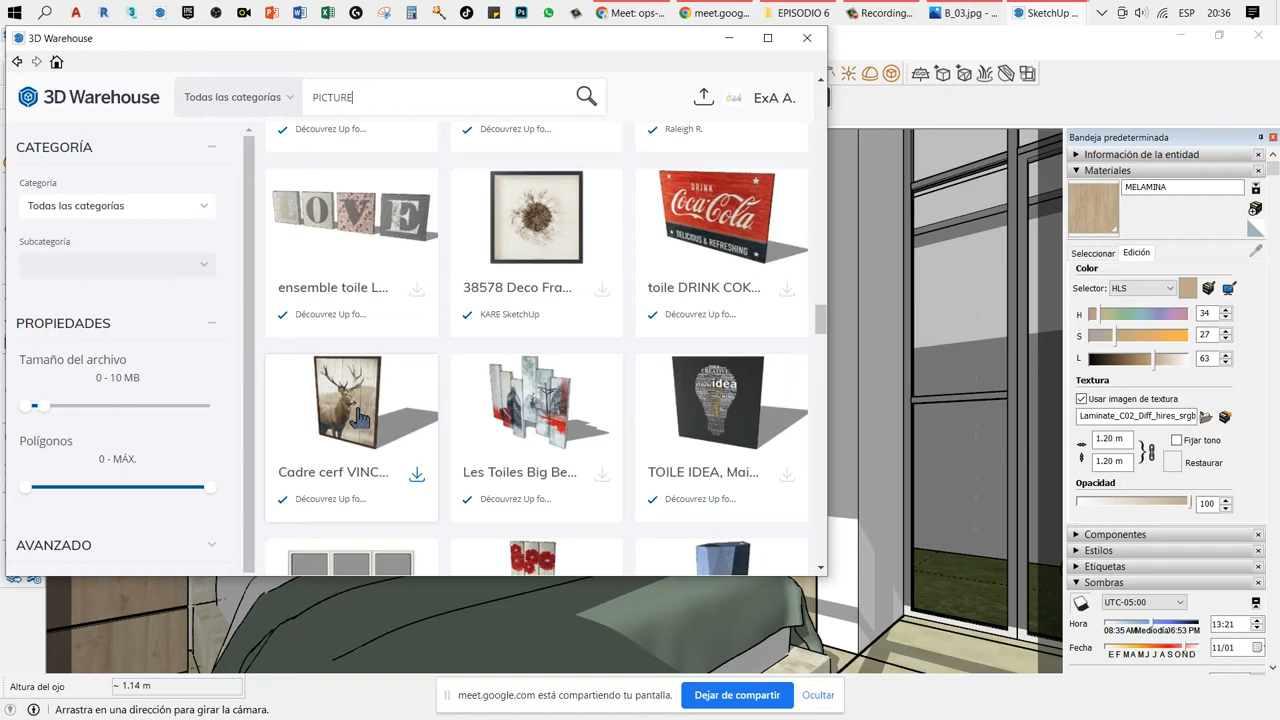 Meet: ops-
meet.goog...
EPISODIO 6
Recording...
B_03.jpg -
SketchUp ...
ESP
20:36
3D Warehouse
3D Warehouse
Todas las categorías
PICTURE
ExA A.
CATEGORÍA
Categoría
Todas las categorías
Subcategoría
PROPIEDADES
Tamaño del archivo
0 - 10 MB
Polígonos
0 - MÁX.
AVANZADO
Découvrez Up fo...
Découvrez Up fo...
Raleigh R.
LOVE
DRINK
Coca-Cola
DELICIOUS & REFRESHING
ensemble toile L...
38578 Deco Fra...
toile DRINK COK...
Découvrez Up fo...
KARE SketchUp
Découvrez Up fo...
IDEA
CREATIVE
visual idea
Cadre cerf VINC...
Les Toiles Big Be...
TOILE IDEA, Mai...
Découvrez Up fo...
Découvrez Up fo...
Découvrez Up fo...
Bandeja predeterminada
Información de la entidad
Materiales
MELAMINA
Seleccionar
Edición
Color
Selector:
HLS
H
34
S
27
L
63
Textura
Usar imagen de textura
Laminate_C02_Diff_hires_srgb
1.20 m
Fijar tono
1.20 m
Restaurar
Opacidad
100
Componentes
Estilos
Etiquetas
Sombras
UTC-05:00
Hora
08:35 AM
Mediodía
06:53 PM
13:21
Fecha
E F M A M J J A S O N D
11/01
Altura del ojo
~ 1.14 m
meet.google.com está compartiendo tu pantalla.
Dejar de compartir
Ocultar
Arrastra en una dirección para girar la cámara.